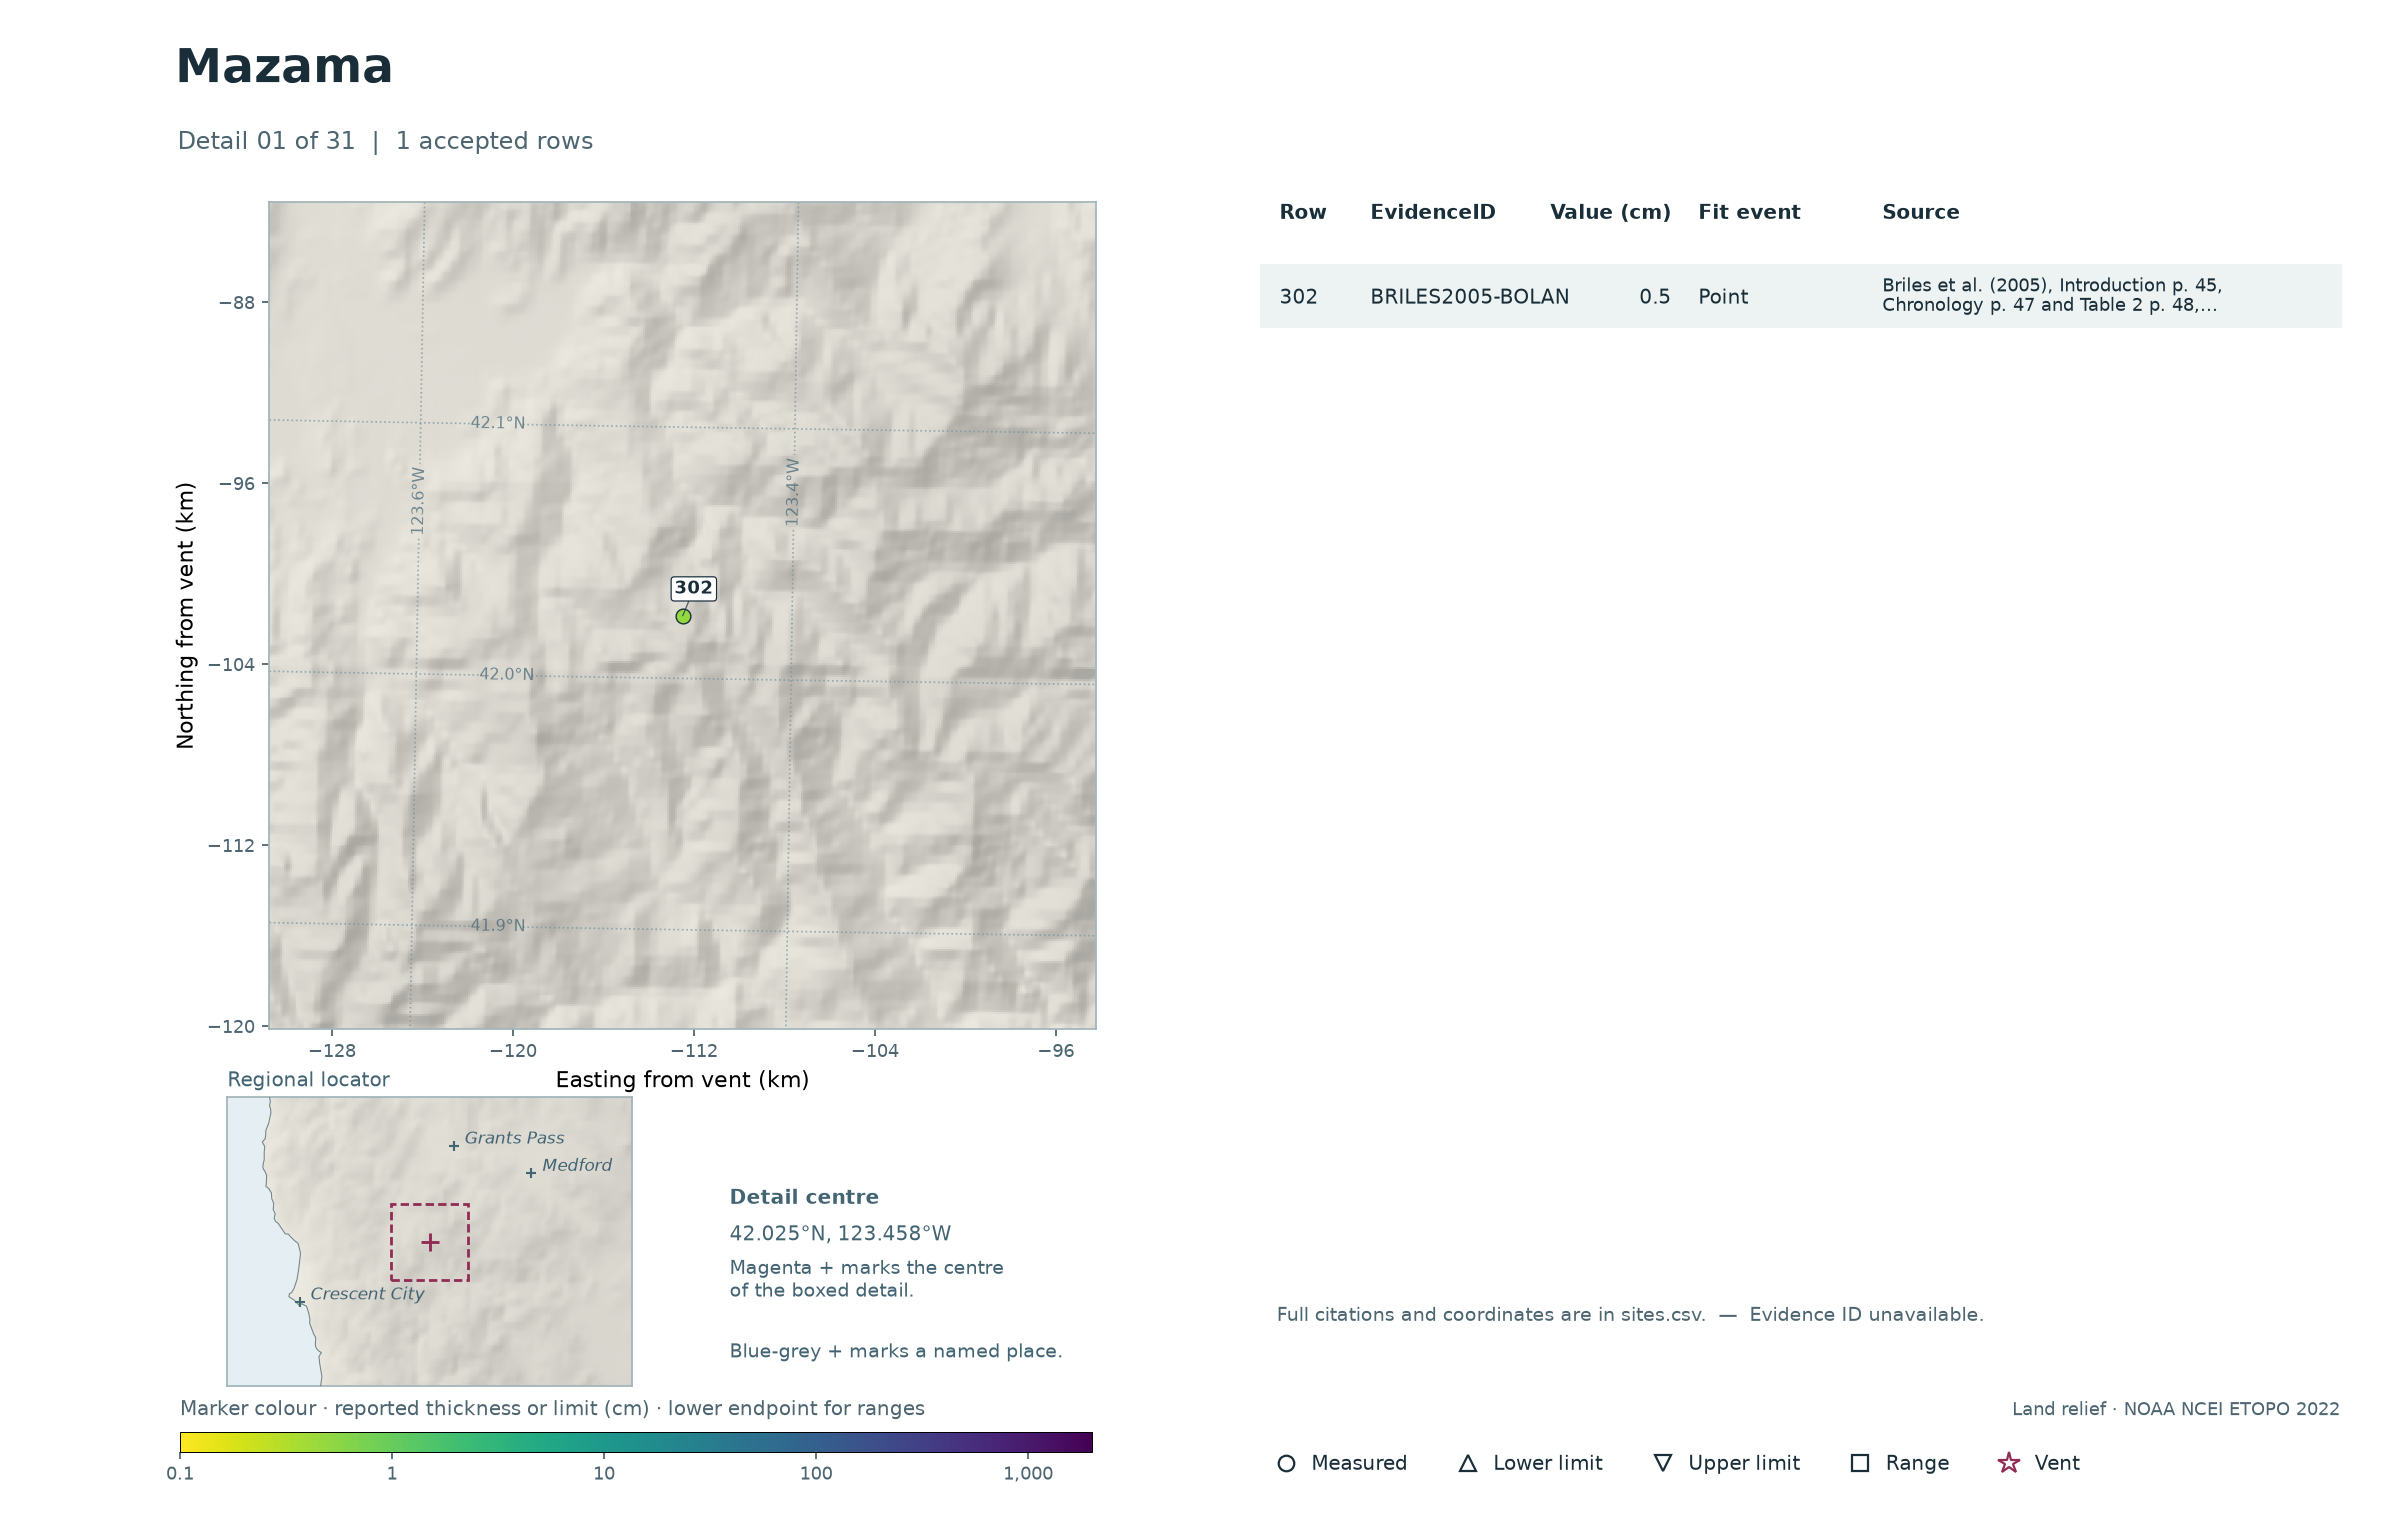 Mazama
Detail 01 of 31 | 1 accepted rows
Row EvidenceID Value (cm) Fit event Source
302 BRILES2005-BOLAN 0.5 Point Briles et al. (2005), Introduction p. 45,
Chronology p. 47 and Table 2 p. 48,...
−88
−96
−104
−112
−120
Northing from vent (km)
42.1°N
123.6°W
123.4°W
302
42.0°N
41.9°N
−128 −120 −112 −104 −96
Easting from vent (km)
Regional locator
Grants Pass
Medford
Crescent City
Detail centre
42.025°N, 123.458°W
Magenta + marks the centre
of the boxed detail.
Blue-grey + marks a named place.
Full citations and coordinates are in sites.csv. — Evidence ID unavailable.
Marker colour · reported thickness or limit (cm) · lower endpoint for ranges
0.1 1 10 100 1,000
Land relief · NOAA NCEI ETOPO 2022
Measured Lower limit Upper limit Range Vent